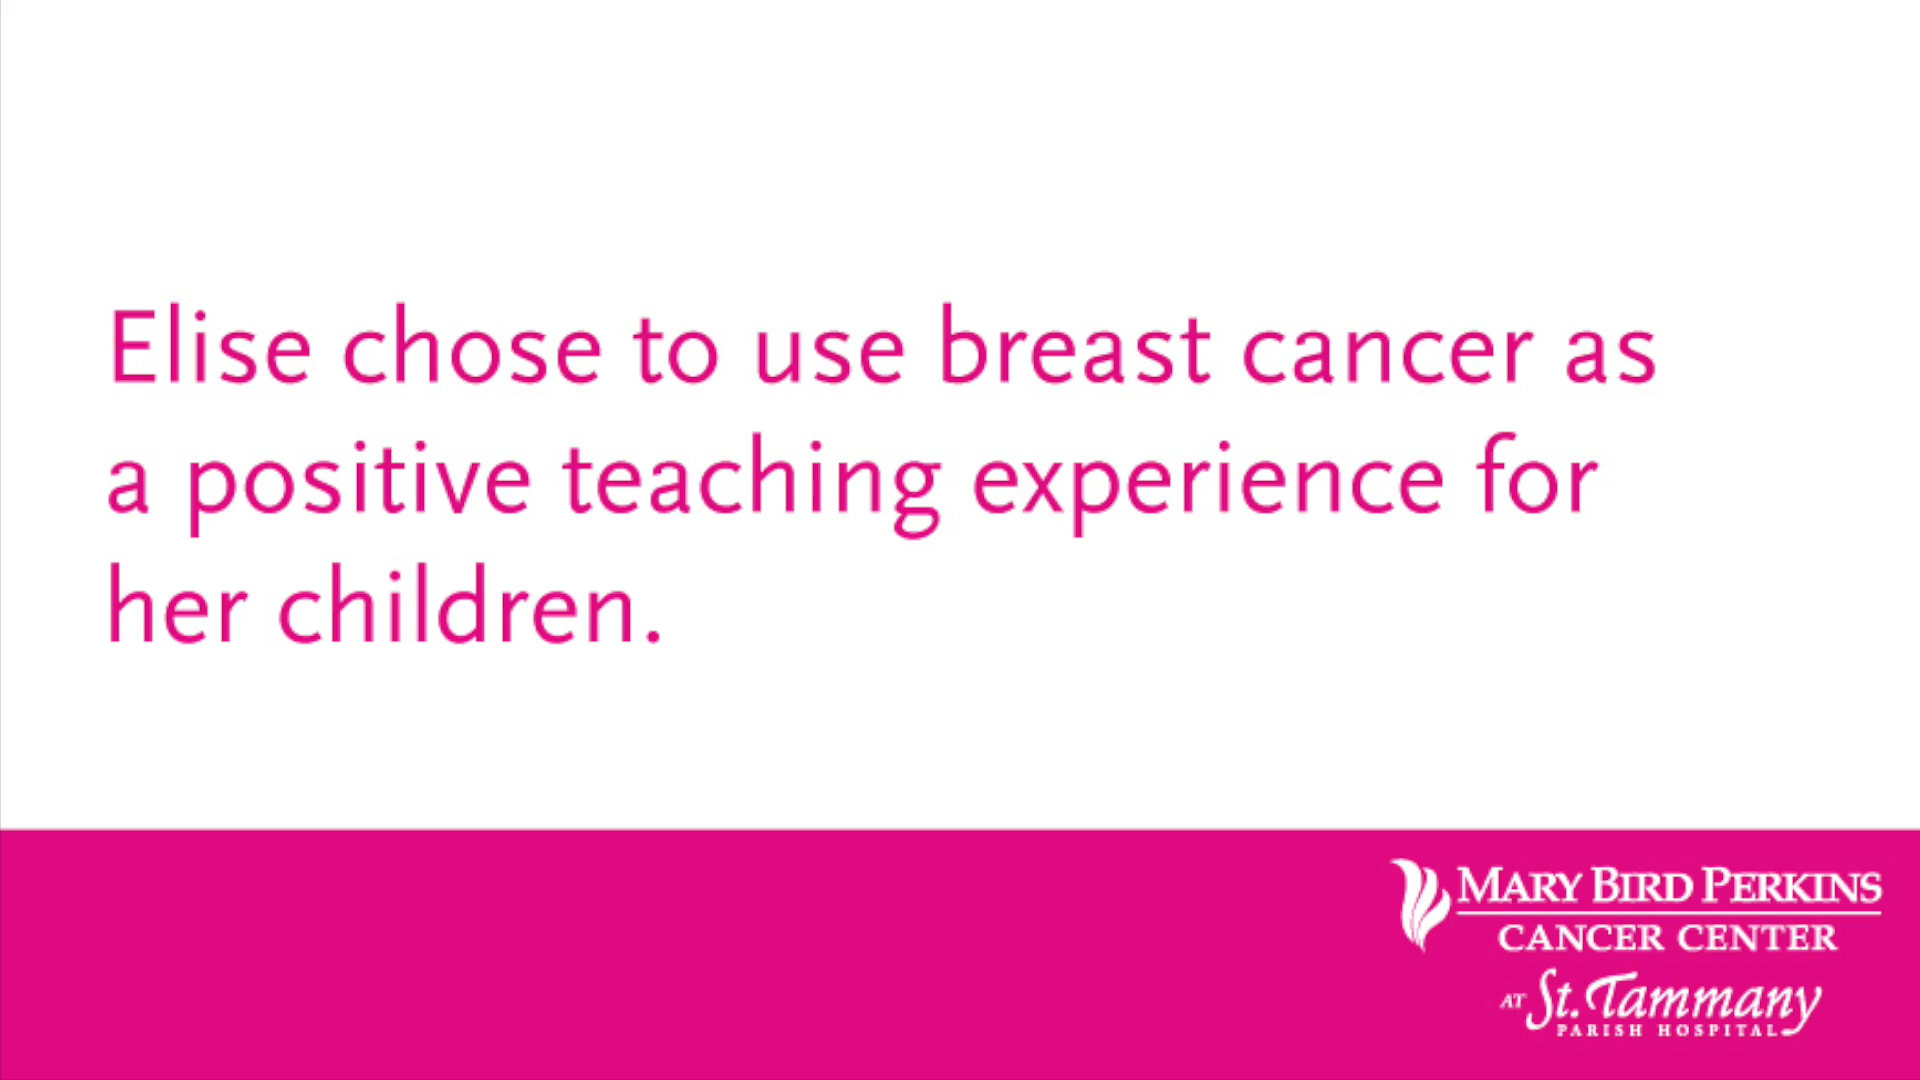 Elise chose to use breast cancer as
a positive teaching experience for
her children.
MARY BIRD PERKINS
CANCER CENTER
AT St. Tammany
PARISH HOSPITAL